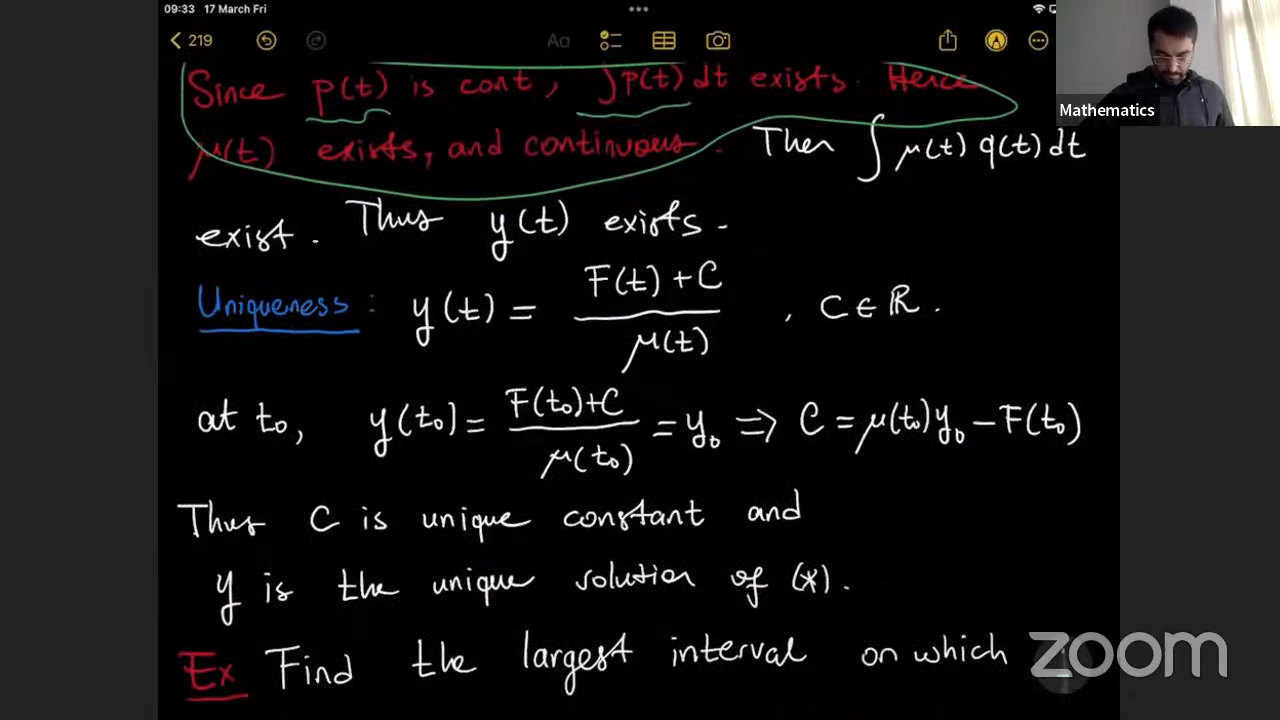 09:33 17 March Fri
219
Aa
Mathematics
Since p(t) is cont, ∫p(t)dt exists. Hence
μ(t) exists, and continuous. Then ∫ μ(t) q(t) dt
exist. Thus y(t) exists.
Uniqueness: y(t) = (F(t) + C) / μ(t) , C ∈ ℝ.
at t₀, y(t₀) = (F(t₀)+C) / μ(t₀) = y₀ ⇒ C = μ(t₀)y₀ − F(t₀)
Thus C is unique constant and
y is the unique solution of (*).
Ex Find the largest interval on which
zoom